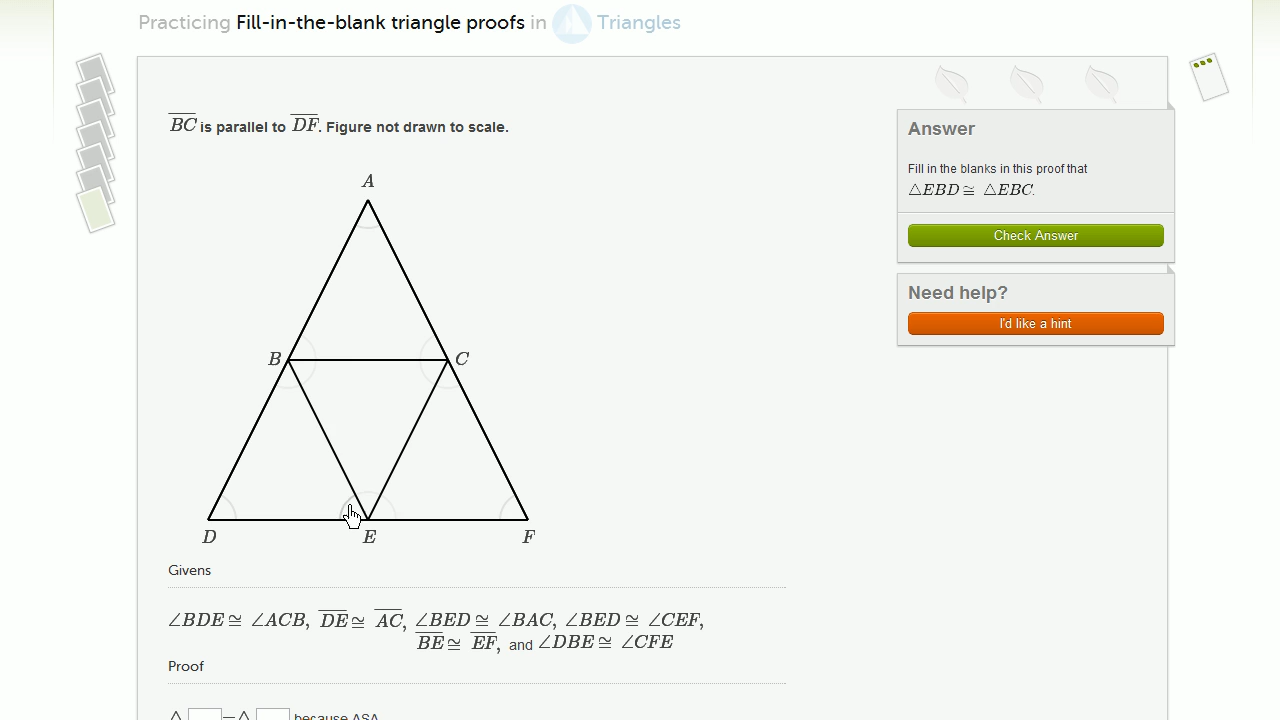 Practicing Fill-in-the-blank triangle proofs in Triangles
BC is parallel to DF. Figure not drawn to scale.
A
B
C
D
E
F
Givens
∠BDE ≅ ∠ACB, DE ≅ AC, ∠BED ≅ ∠BAC, ∠BED ≅ ∠CEF,
BE ≅ EF, and ∠DBE ≅ ∠CFE
Proof
△ ≅ △ because ASA
Answer
Fill in the blanks in this proof that
△EBD ≅ △EBC.
Check Answer
Need help?
I'd like a hint